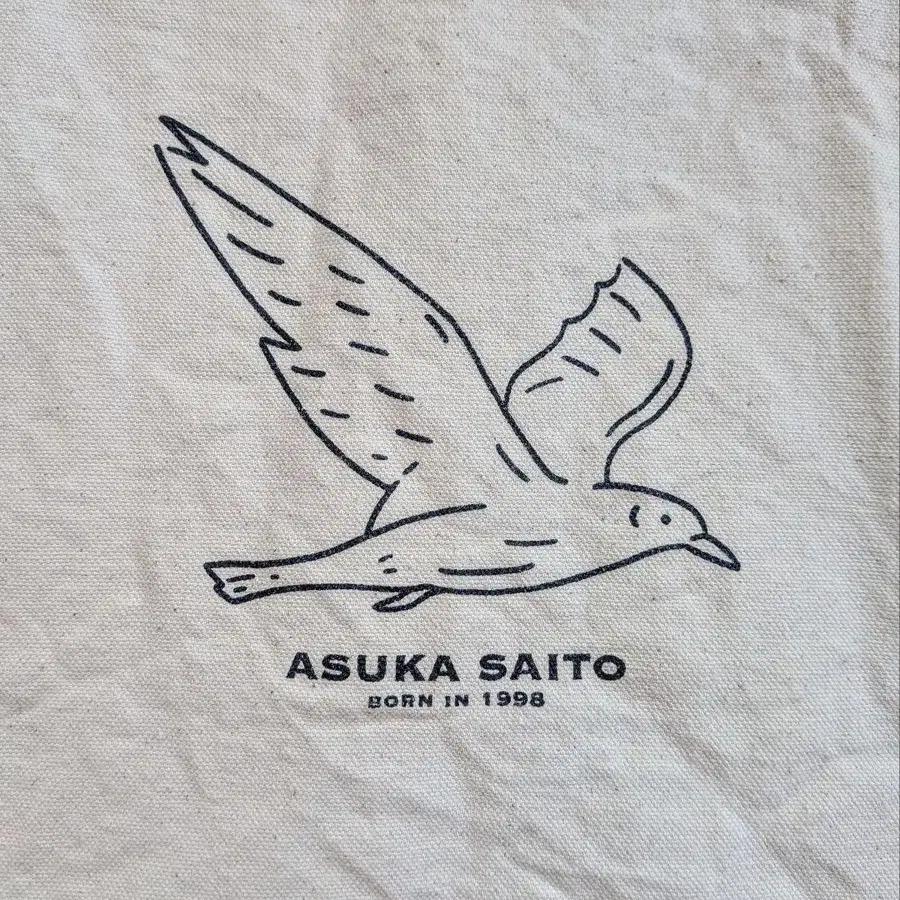 ASUKA SAITO
BORN IN 1998